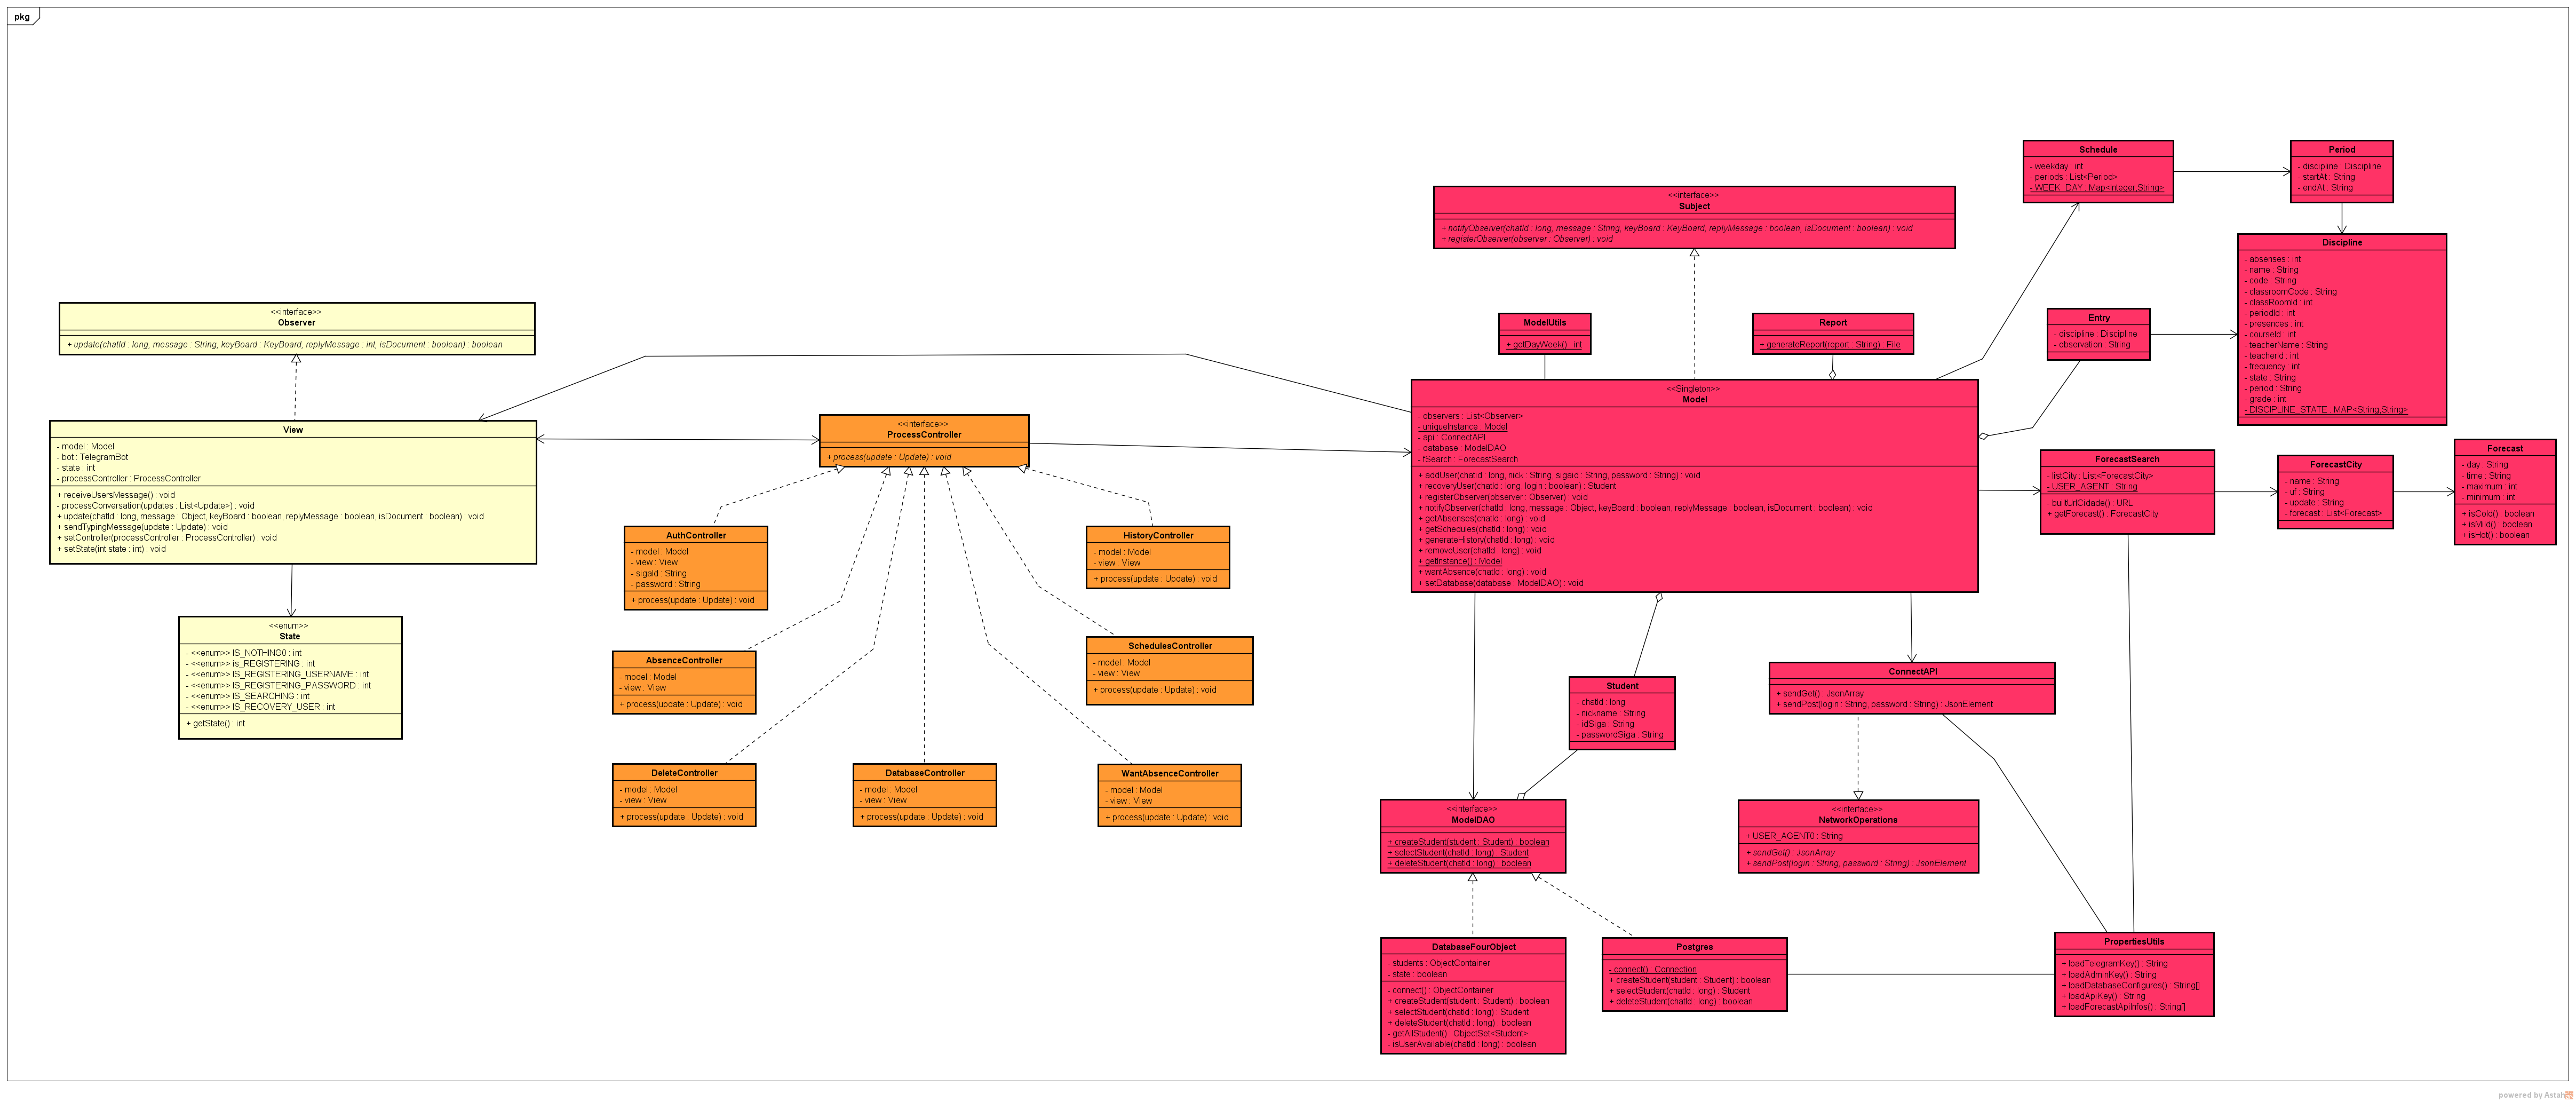 pkg
<<interface>>
Observer
+ update(chatId : long, message : String, keyBoard : KeyBoard, replyMessage : int, isDocument : boolean) : boolean
View
- model : Model
- bot : TelegramBot
- state : int
- processController : ProcessController
+ receiveUsersMessage() : void
- processConversation(updates : List<Update>) : void
+ update(chatId : long, message : Object, keyBoard : boolean, replyMessage : boolean, isDocument : boolean) : void
+ sendTypingMessage(update : Update) : void
+ setController(processController : ProcessController) : void
+ setState(int state : int) : void
<<enum>>
State
- <<enum>> IS_NOTHING0 : int
- <<enum>> is_REGISTERING : int
- <<enum>> IS_REGISTERING_USERNAME : int
- <<enum>> IS_REGISTERING_PASSWORD : int
- <<enum>> IS_SEARCHING : int
- <<enum>> IS_RECOVERY_USER : int
+ getState() : int
<<interface>>
ProcessController
+ process(update : Update) : void
AuthController
- model : Model
- view : View
- sigaId : String
- password : String
+ process(update : Update) : void
HistoryController
- model : Model
- view : View
+ process(update : Update) : void
AbsenceController
- model : Model
- view : View
+ process(update : Update) : void
SchedulesController
- model : Model
- view : View
+ process(update : Update) : void
DeleteController
- model : Model
- view : View
+ process(update : Update) : void
DatabaseController
- model : Model
- view : View
+ process(update : Update) : void
WantAbsenceController
- model : Model
- view : View
+ process(update : Update) : void
<<interface>>
Subject
+ notifyObserver(chatId : long, message : String, keyBoard : KeyBoard, replyMessage : boolean, isDocument : boolean) : void
+ registerObserver(observer : Observer) : void
ModelUtils
+ getDayWeek() : int
Report
+ generateReport(report : String) : File
<<Singleton>>
Model
- observers : List<Observer>
- uniqueInstance : Model
- api : ConnectAPI
- database : ModelDAO
- fSearch : ForecastSearch
+ addUser(chatid : long, nick : String, sigaid : String, password : String) : void
+ recoveryUser(chatId : long, login : boolean) : Student
+ registerObserver(observer : Observer) : void
+ notifyObserver(chatId : long, message : Object, keyBoard : boolean, replyMessage : boolean, isDocument : boolean) : void
+ getAbsenses(chatId : long) : void
+ getSchedules(chatId : long) : void
+ generateHistory(chatId : long) : void
+ removeUser(chatId : long) : void
+ getInstance() : Model
+ wantAbsence(chatId : long) : void
+ setDatabase(database : ModelDAO) : void
Schedule
- weekday : int
- periods : List<Period>
- WEEK_DAY : Map<Integer,String>
Period
- discipline : Discipline
- startAt : String
- endAt : String
Discipline
- absenses : int
- name : String
- code : String
- classroomCode : String
- classRoomId : int
- periodId : int
- presences : int
- courseId : int
- teacherName : String
- teacherId : int
- frequency : int
- state : String
- period : String
- grade : int
- DISCIPLINE_STATE : MAP<String,String>
Entry
- discipline : Discipline
- observation : String
ForecastSearch
- listCity : List<ForecastCity>
- USER_AGENT : String
- builtUrlCidade() : URL
+ getForecast() : ForecastCity
ForecastCity
- name : String
- uf : String
- update : String
- forecast : List<Forecast>
Forecast
- day : String
- time : String
- maximum : int
- minimum : int
+ isCold() : boolean
+ isMild() : boolean
+ isHot() : boolean
Student
- chatId : long
- nickname : String
- idSiga : String
- passwordSiga : String
ConnectAPI
+ sendGet() : JsonArray
+ sendPost(login : String, password : String) : JsonElement
<<interface>>
ModelDAO
+ createStudent(student : Student) : boolean
+ selectStudent(chatId : long) : Student
+ deleteStudent(chatId : long) : boolean
<<interface>>
NetworkOperations
+ USER_AGENT0 : String
+ sendGet() : JsonArray
+ sendPost(login : String, password : String) : JsonElement
DatabaseFourObject
- students : ObjectContainer
- state : boolean
- connect() : ObjectContainer
+ createStudent(student : Student) : boolean
+ selectStudent(chatId : long) : Student
+ deleteStudent(chatId : long) : boolean
- getAllStudent() : ObjectSet<Student>
- isUserAvailable(chatId : long) : boolean
Postgres
- connect() : Connection
+ createStudent(student : Student) : boolean
+ selectStudent(chatId : long) : Student
+ deleteStudent(chatId : long) : boolean
PropertiesUtils
+ loadTelegramKey() : String
+ loadAdminKey() : String
+ loadDatabaseConfigures() : String[]
+ loadApiKey() : String
+ loadForecastApiInfos() : String[]
powered by Astah